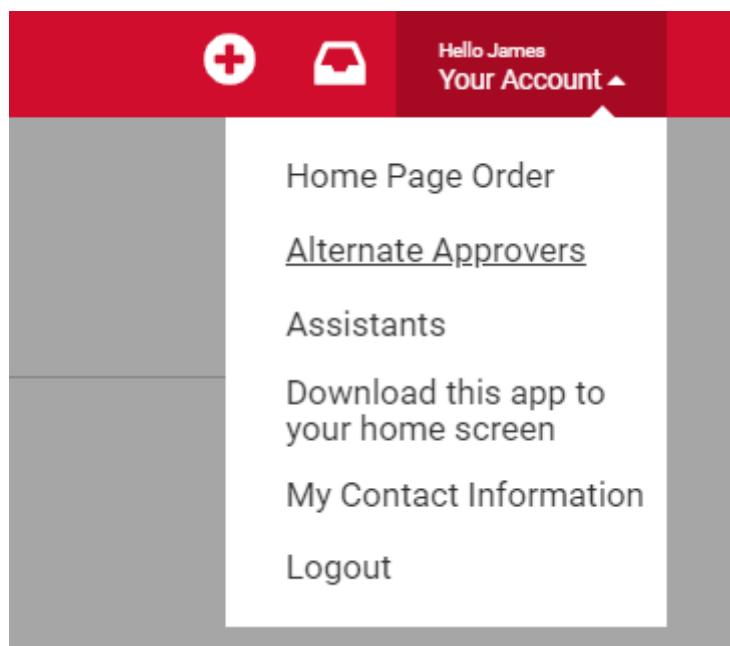 Hello James
Your Account
Home Page Order
Alternate Approvers
Assistants
Download this app to
your home screen
My Contact Information
Logout